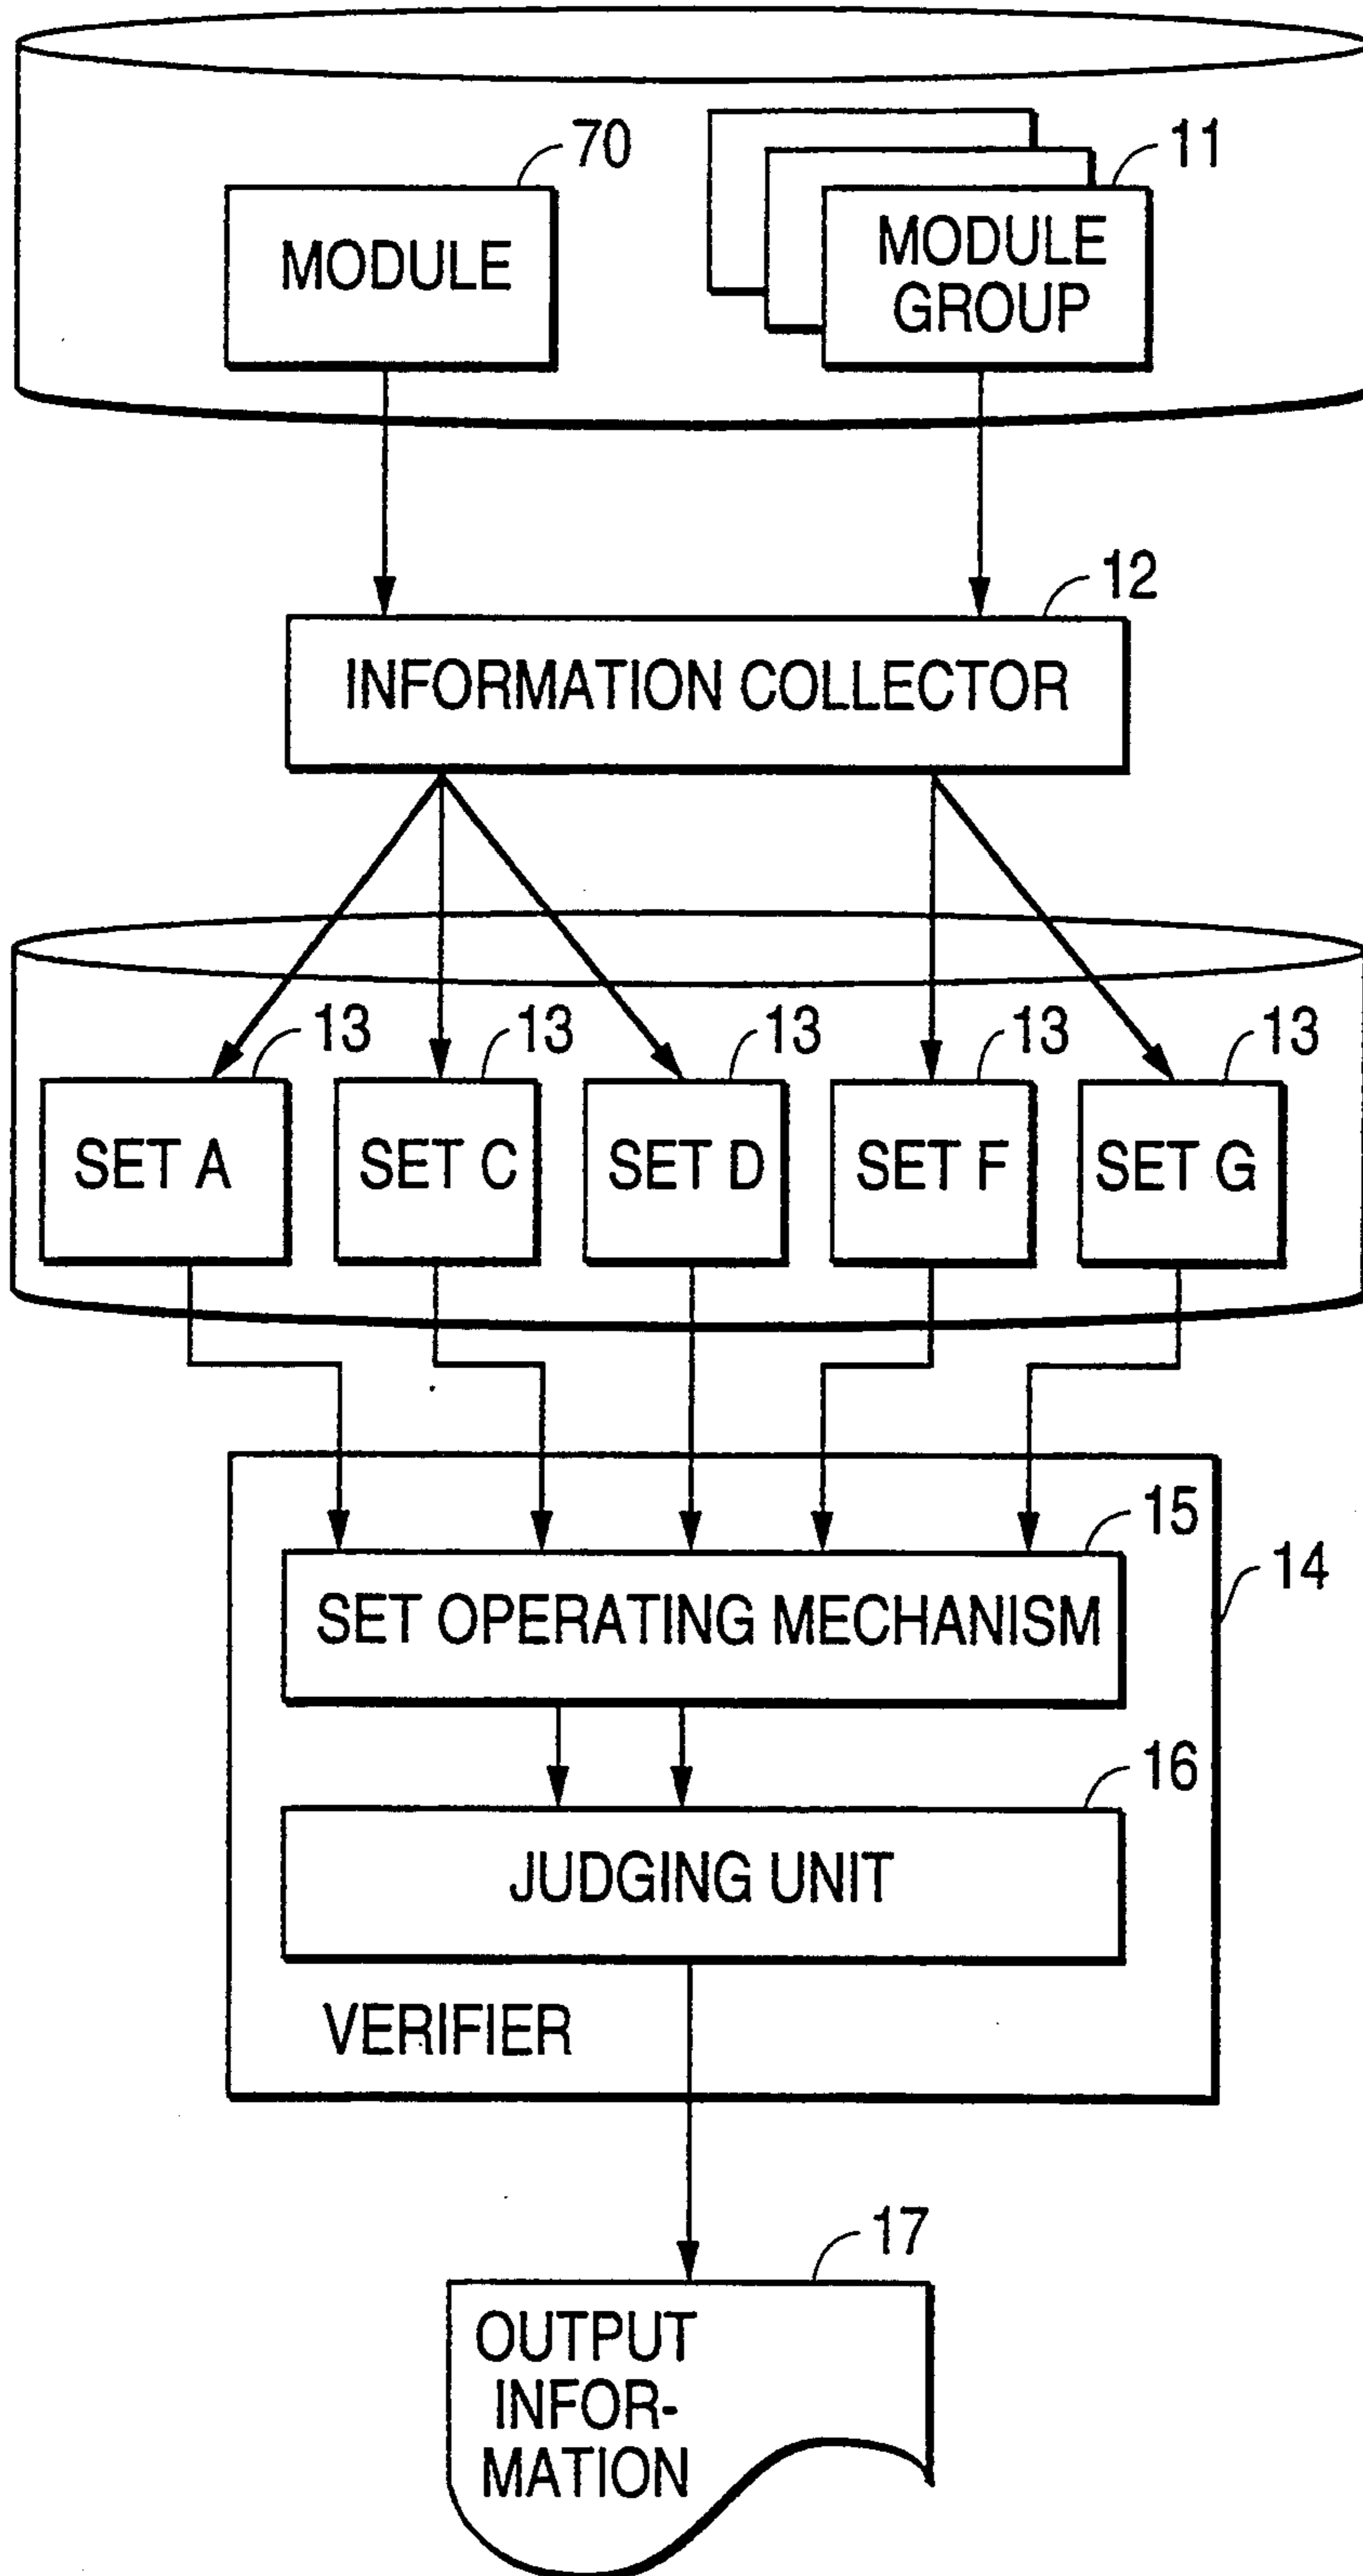 70
11
MODULE
MODULE
GROUP
12
INFORMATION COLLECTOR
13
13
13
13
13
SET A
SET C
SET D
SET F
SET G
15
14
SET OPERATING MECHANISM
16
JUDGING UNIT
VERIFIER
17
OUTPUT
INFOR-
MATION